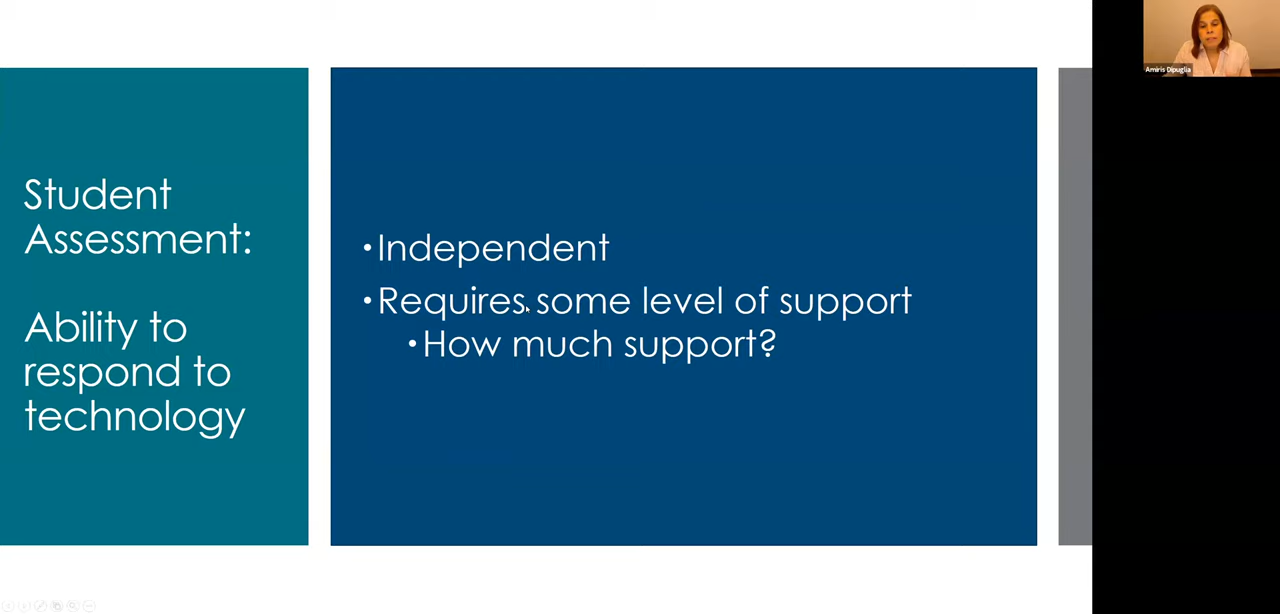 Student
Assessment:
Ability to
respond to
technology
•Independent
•Requires some level of support
•How much support?
Amiris Dipuglia